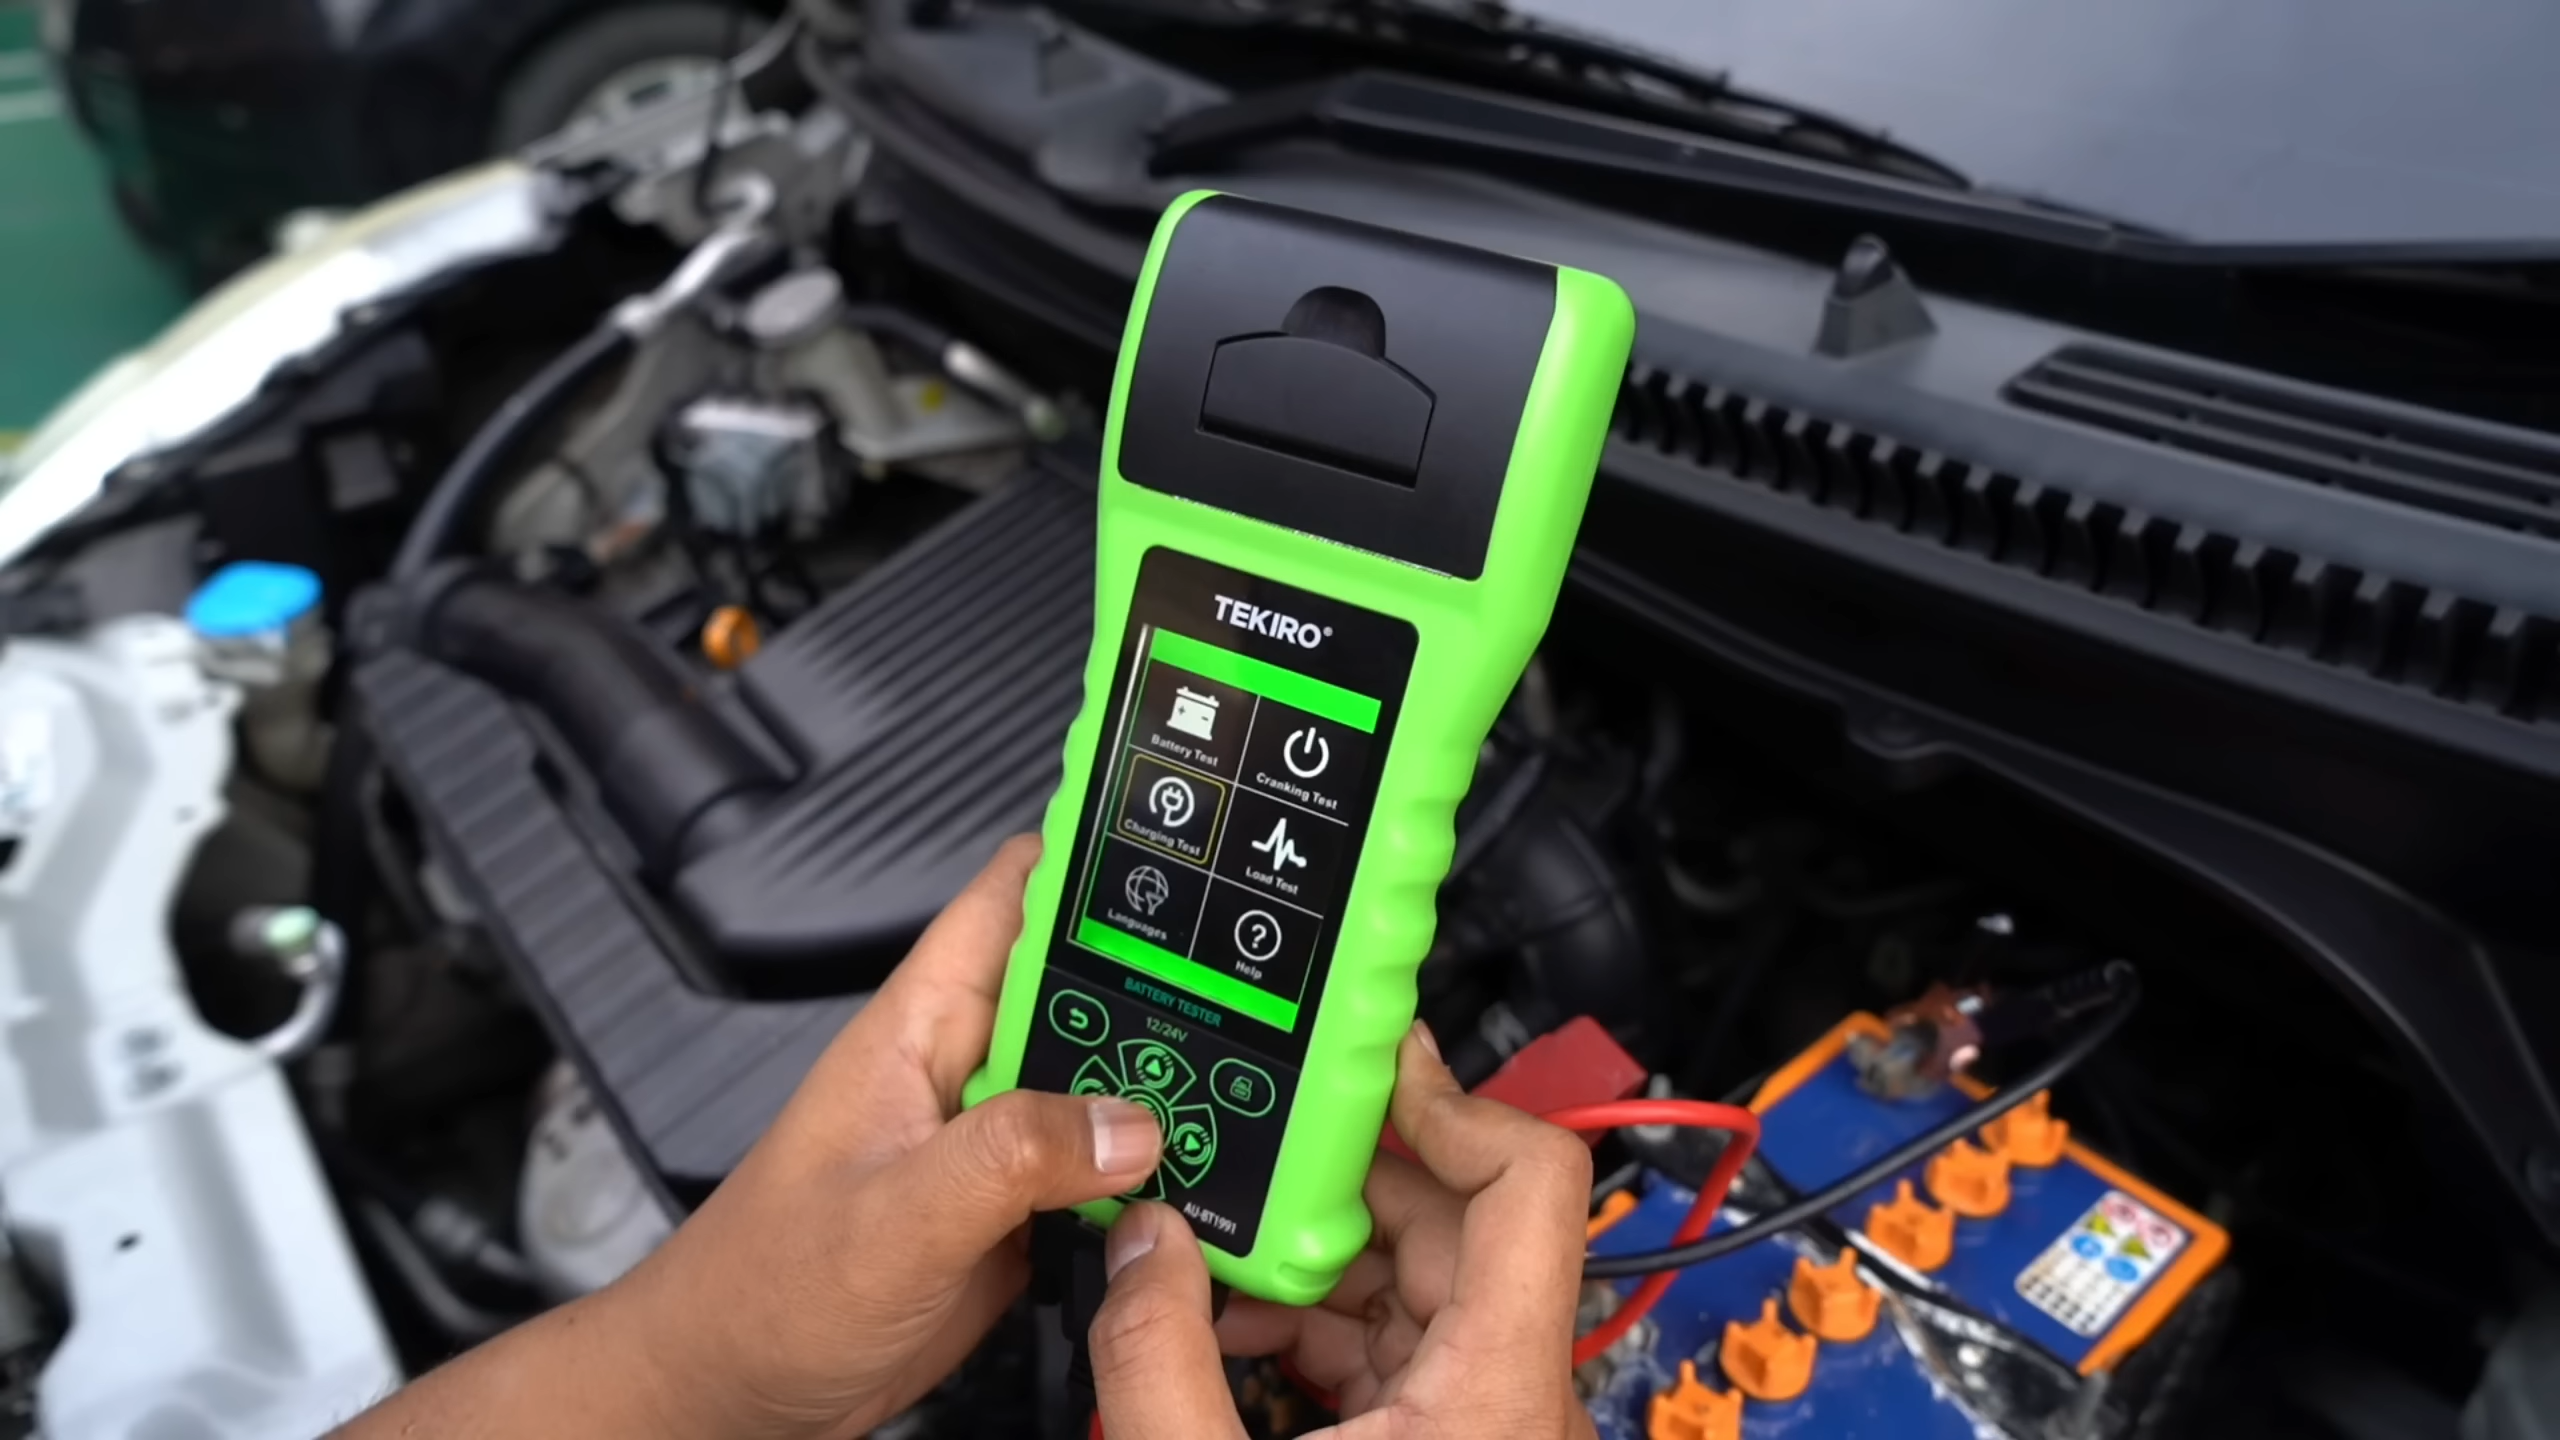 TEKIRO®
Battery Test
Cranking Test
Charging Test
Load Test
Languages
Help
BATTERY TESTER
12/24V
AU-BT1991